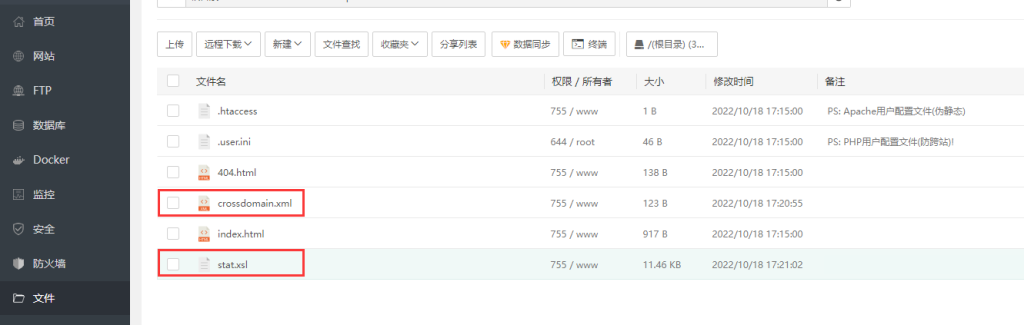 首页
网站
FTP
数据库
Docker
监控
安全
防火墙
文件
上传 远程下载 新建 文件查找 收藏夹 分享列表 数据同步 终端 /(根目录) (3...
文件名 权限 / 所有者 大小 修改时间 备注
.htaccess 755 / www 1 B 2022/10/18 17:15:00 PS: Apache用户配置文件(伪静态)
.user.ini 644 / root 46 B 2022/10/18 17:15:00 PS: PHP用户配置文件(防跨站)!
404.html 755 / www 138 B 2022/10/18 17:15:00
crossdomain.xml 755 / www 123 B 2022/10/18 17:20:55
index.html 755 / www 917 B 2022/10/18 17:15:00
stat.xsl 755 / www 11.46 KB 2022/10/18 17:21:02